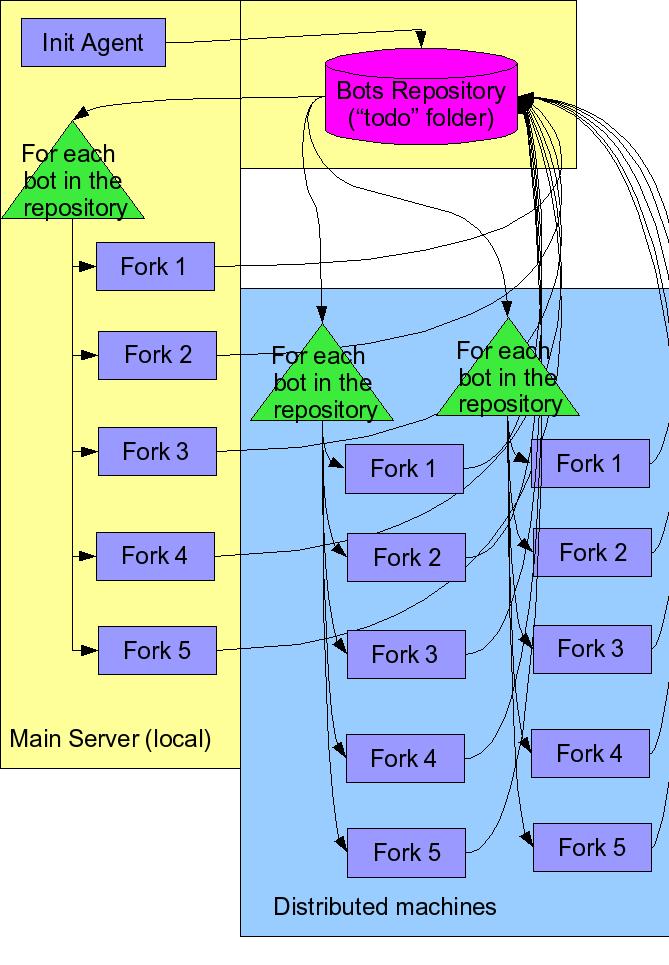 Init Agent
Bots Repository
(“todo” folder)
For each
bot in the
repository
Fork 1
Fork 2
Fork 3
Fork 4
Fork 5
Main Server (local)
For each
bot in the
repository
Fork 1
Fork 2
Fork 3
Fork 4
Fork 5
For each
bot in the
repository
Fork 1
Fork 2
Fork 3
Fork 4
Fork 5
Distributed machines